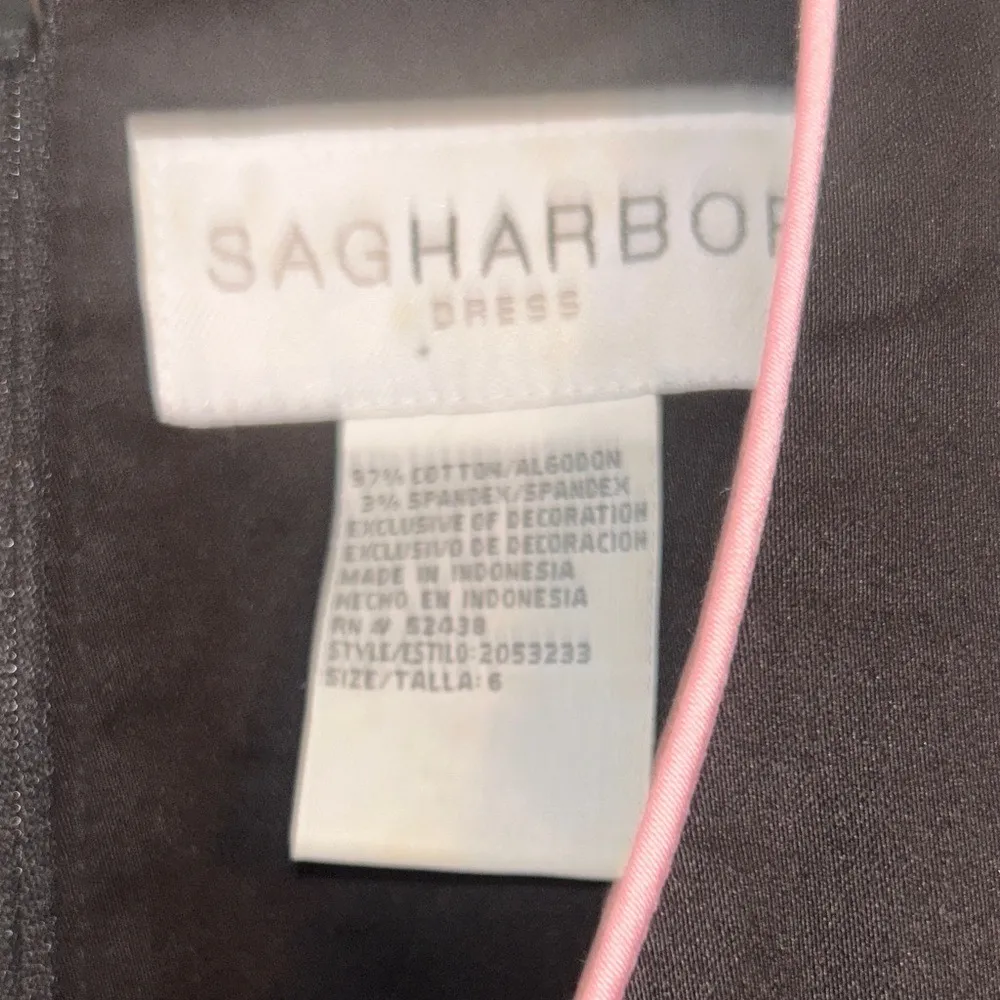 SAGHARBOR
DRESS
97% COTTON/ALGODON
3% SPANDEX/SPANDEX
EXCLUSIVE OF DECORATION
EXCLUSIVO DE DECORACION
MADE IN INDONESIA
HECHO EN INDONESIA
RN # 52438
STYLE/ESTILO:2053233
SIZE/TALLA: 6